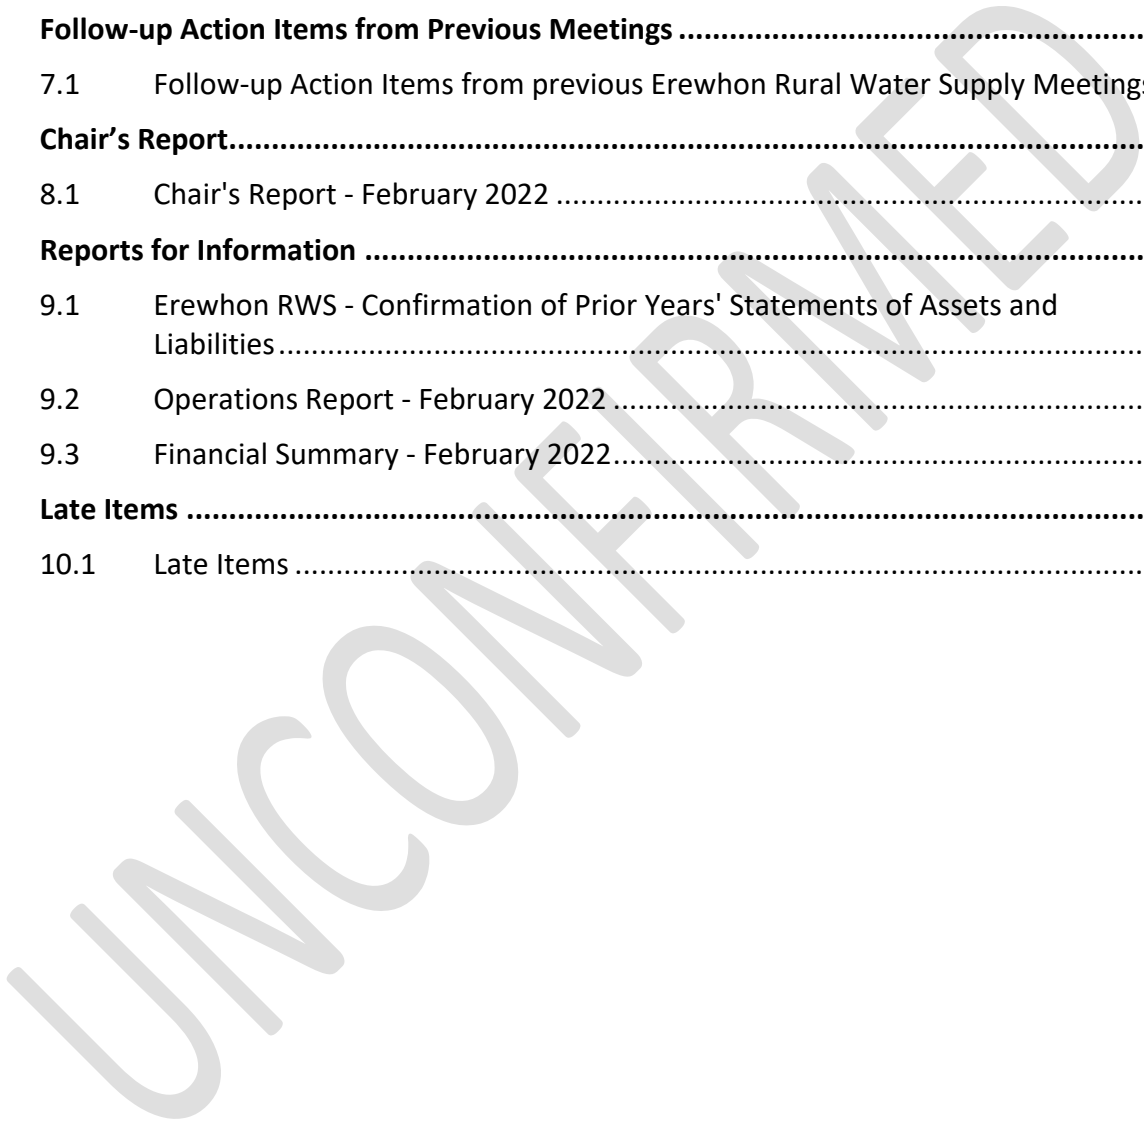 Follow-up Action Items from Previous Meetings ........................................................
7.1 Follow-up Action Items from previous Erewhon Rural Water Supply Meetings
Chair’s Report..............................................................................................................
8.1 Chair's Report - February 2022 ......................................................................
Reports for Information ............................................................................................
9.1 Erewhon RWS - Confirmation of Prior Years' Statements of Assets and
Liabilities .......................................................................................................
9.2 Operations Report - February 2022 ...............................................................
9.3 Financial Summary - February 2022...............................................................
Late Items ...................................................................................................................
10.1 Late Items .....................................................................................................
UNCONFIRMED